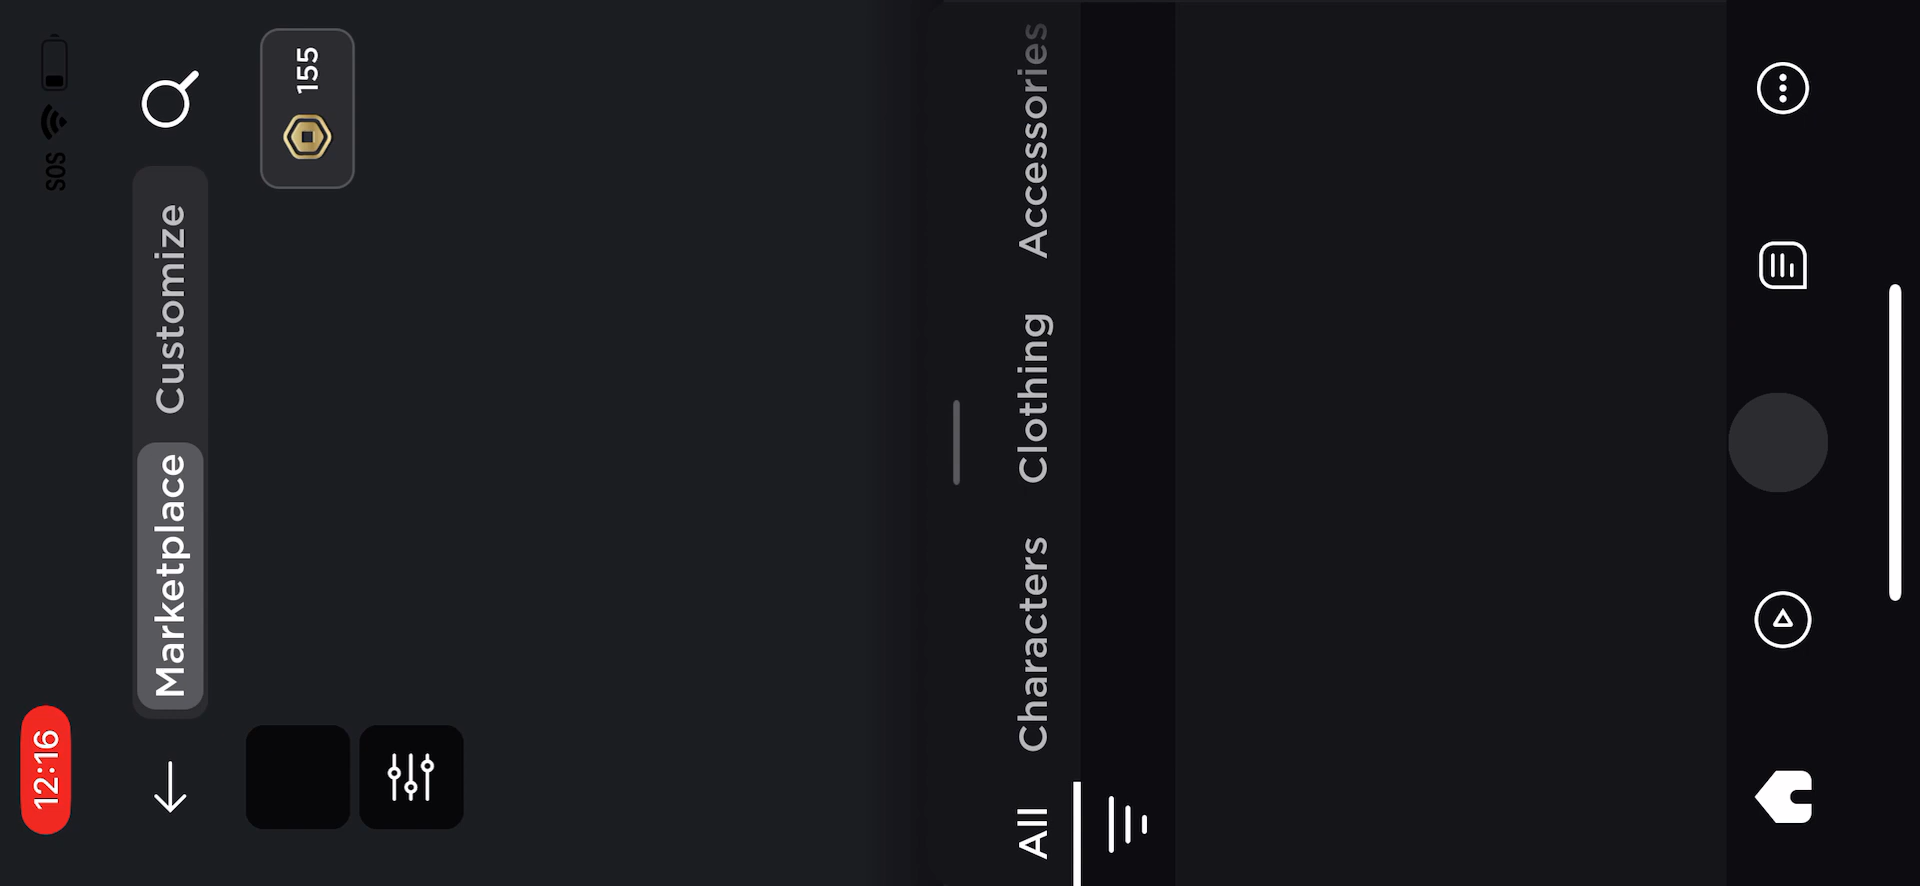 12:16
SOS
Marketplace Customize
155
All Characters Clothing Accessories